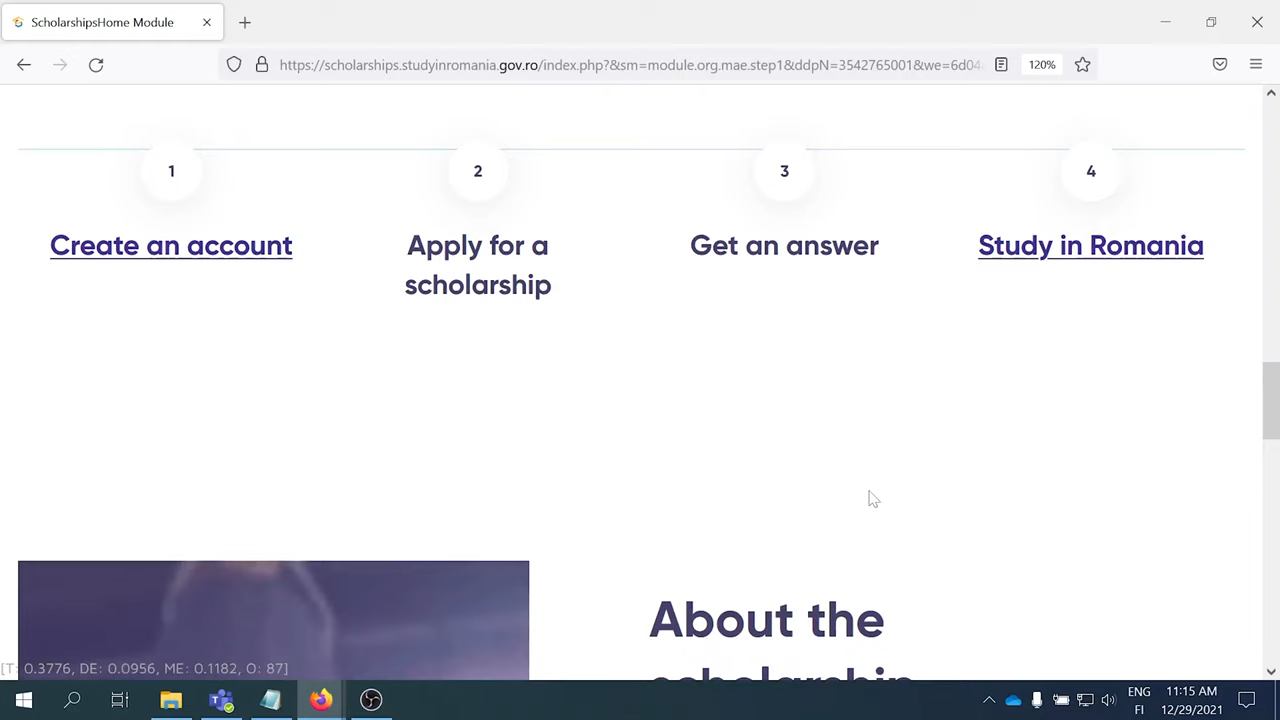 ScholarshipsHome Module
https://scholarships.studyinromania.gov.ro/index.php?&sm=module.org.mae.step1&ddpN=3542765001&we=6d04
120%
1
2
3
4
Create an account
Apply for a
scholarship
Get an answer
Study in Romania
About the
scholarship
[T: 0.3776, DE: 0.0956, ME: 0.1182, O: 87]
ENG
FI
11:15 AM
12/29/2021